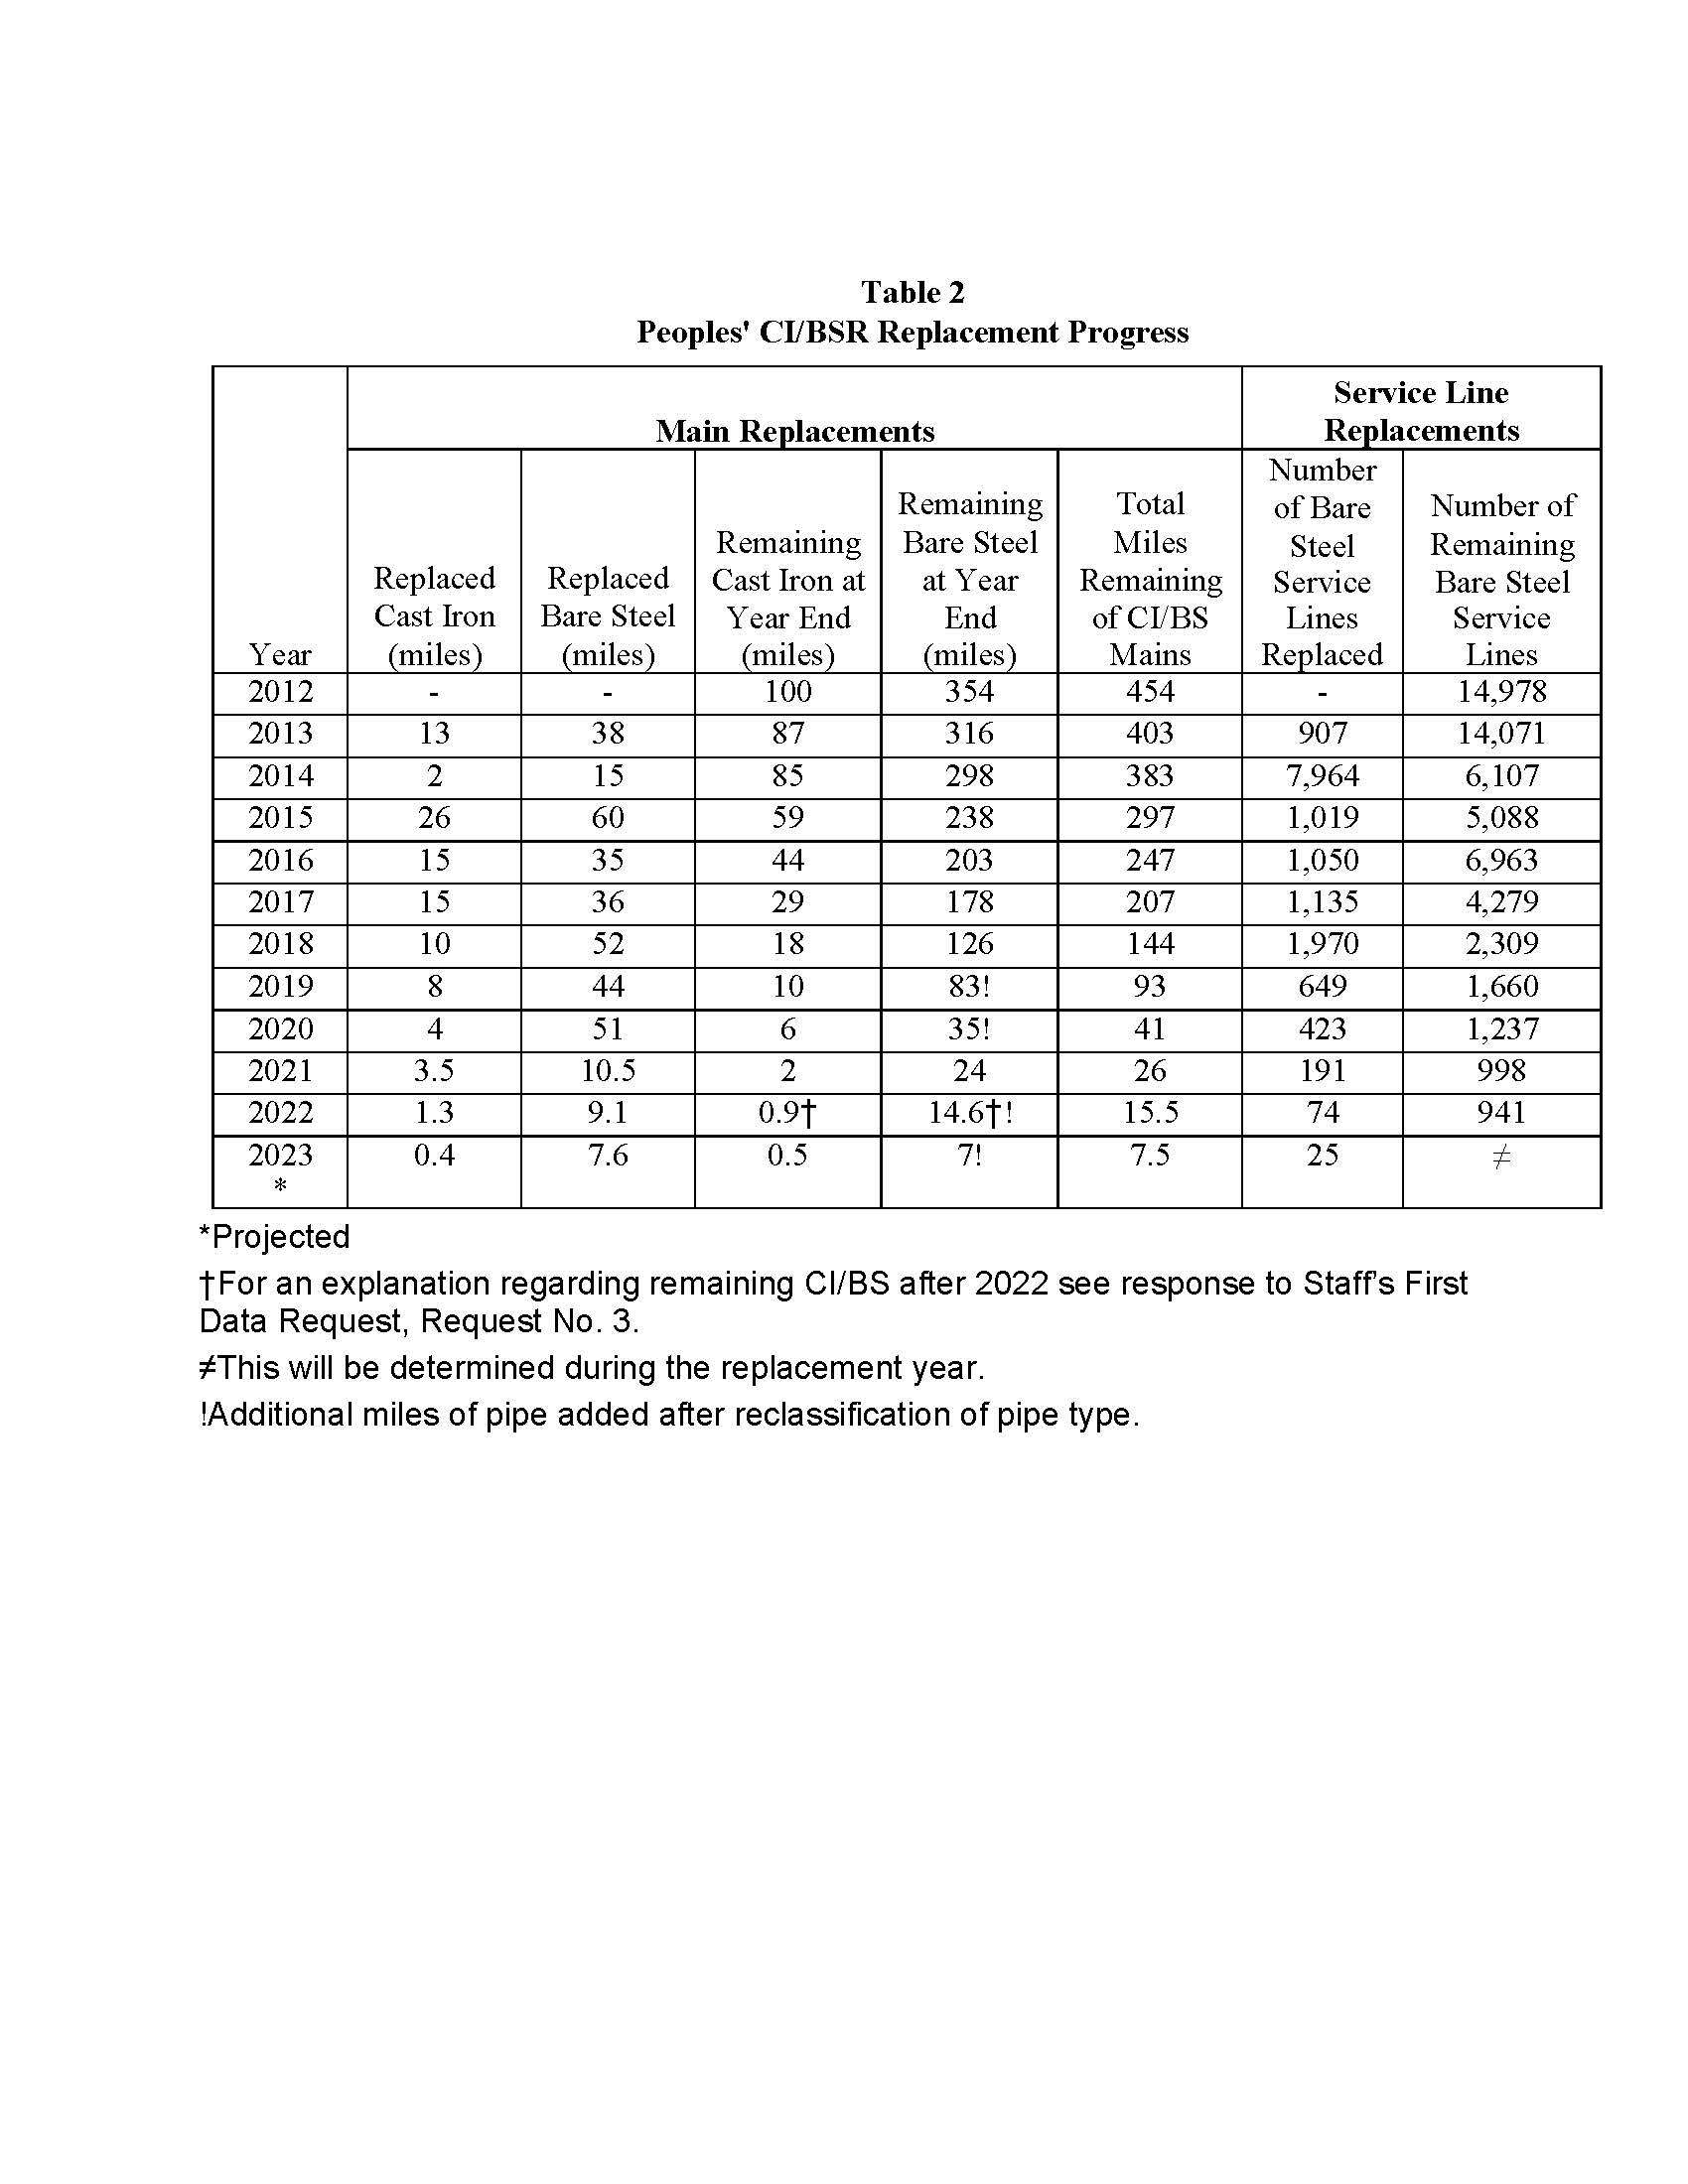 Table 2
Peoples' CI/BSR Replacement Progress
Main Replacements
Service Line
Replacements
Year
Replaced
Cast Iron
(miles)
Replaced
Bare Steel
(miles)
Remaining
Cast Iron at
Year End
(miles)
Remaining
Bare Steel
at Year
End
(miles)
Total
Miles
Remaining
of CI/BS
Mains
Number
of Bare
Steel
Service
Lines
Replaced
Number of
Remaining
Bare Steel
Service
Lines
2012 - - 100 354 454 - 14,978
2013 13 38 87 316 403 907 14,071
2014 2 15 85 298 383 7,964 6,107
2015 26 60 59 238 297 1,019 5,088
2016 15 35 44 203 247 1,050 6,963
2017 15 36 29 178 207 1,135 4,279
2018 10 52 18 126 144 1,970 2,309
2019 8 44 10 83! 93 649 1,660
2020 4 51 6 35! 41 423 1,237
2021 3.5 10.5 2 24 26 191 998
2022 1.3 9.1 0.9† 14.6†! 15.5 74 941
2023 0.4 7.6 0.5 7! 7.5 25 ≠
*
*Projected
†For an explanation regarding remaining CI/BS after 2022 see response to Staff’s First
Data Request, Request No. 3.
≠This will be determined during the replacement year.
!Additional miles of pipe added after reclassification of pipe type.